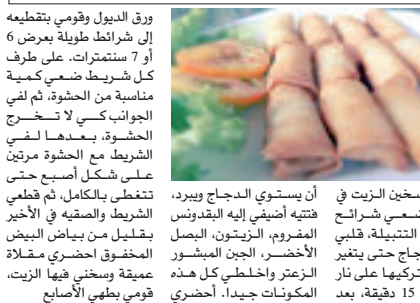 سخين الزيت في
ضعي شرائح
التتبيلة، قلبي
جاج حتى يتغير
تركيها على نار
15 دقيقة، بعد
أن يستوي الدجاج ويبرد،
فتتيه أضيفي إليه البقدونس
المفروم، الزيتون، البصل
الأخضر، الجبن المبشور
الزعتر واخلطي كل هذه
المكونات جيدا. أحضري
ورق الديول وقومي بتقطيعه
إلى شرائط طويلة بعرض 6
أو 7 سنتمترات. على طرف
كل شريط ضعي كمية
مناسبة من الحشوة، ثم لفي
الجوانب كي لا تخرج
الحشوة، بعدها لفي
الشريط مع الحشوة مرتين
على شكل أصبع حتى
تتغطى بالكامل، ثم قطعي
الشريط والصقيه في الأخير
بقليل من بياض البيض
المخفوق احضري مقلاة
عميقة وسخني فيها الزيت،
قومي بطهي الأصابع